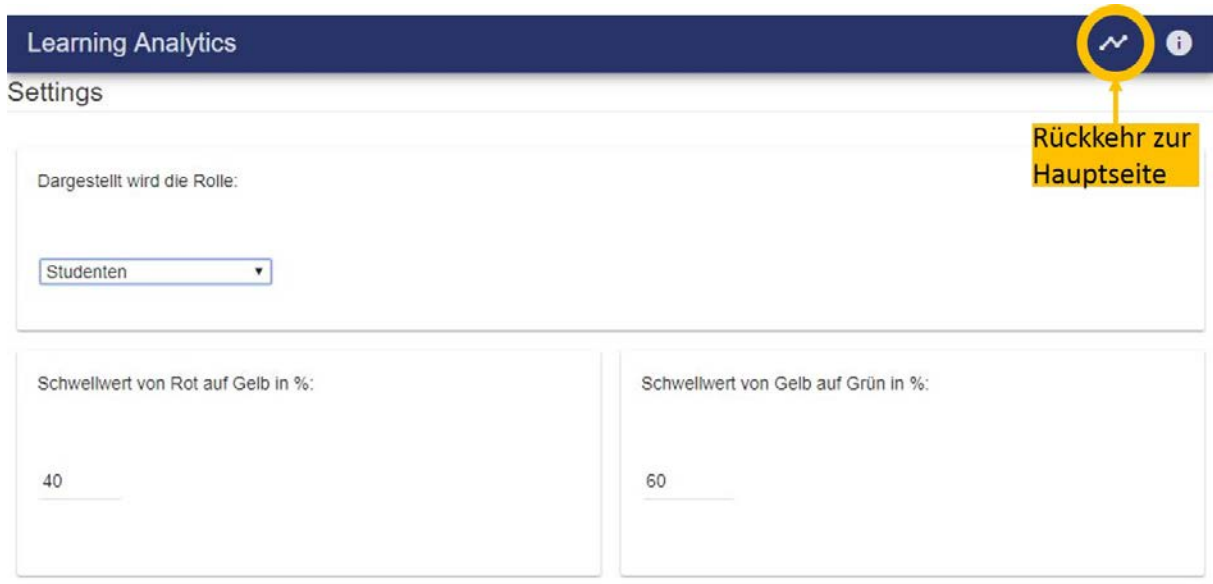 Learning Analytics
Settings
Rückkehr zur
Hauptseite
Dargestellt wird die Rolle:
Studenten
Schwellwert von Rot auf Gelb in %:
Schwellwert von Gelb auf Grün in %:
40
60